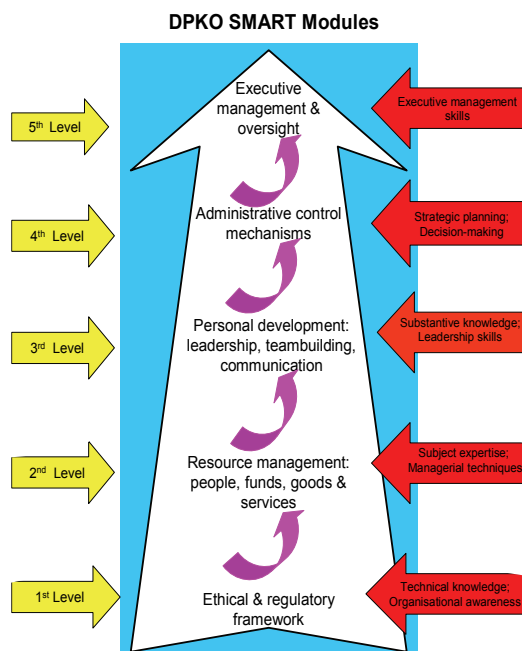 DPKO SMART Modules
5th Level
Executive
management &
oversight
Executive management
skills
4th Level
Administrative control
mechanisms
Strategic planning;
Decision-making
3rd Level
Personal development:
leadership, teambuilding,
communication
Substantive knowledge;
Leadership skills
2nd Level
Resource management:
people, funds, goods &
services
Subject expertise;
Managerial techniques
1st Level
Ethical & regulatory
framework
Technical knowledge;
Organisational awareness